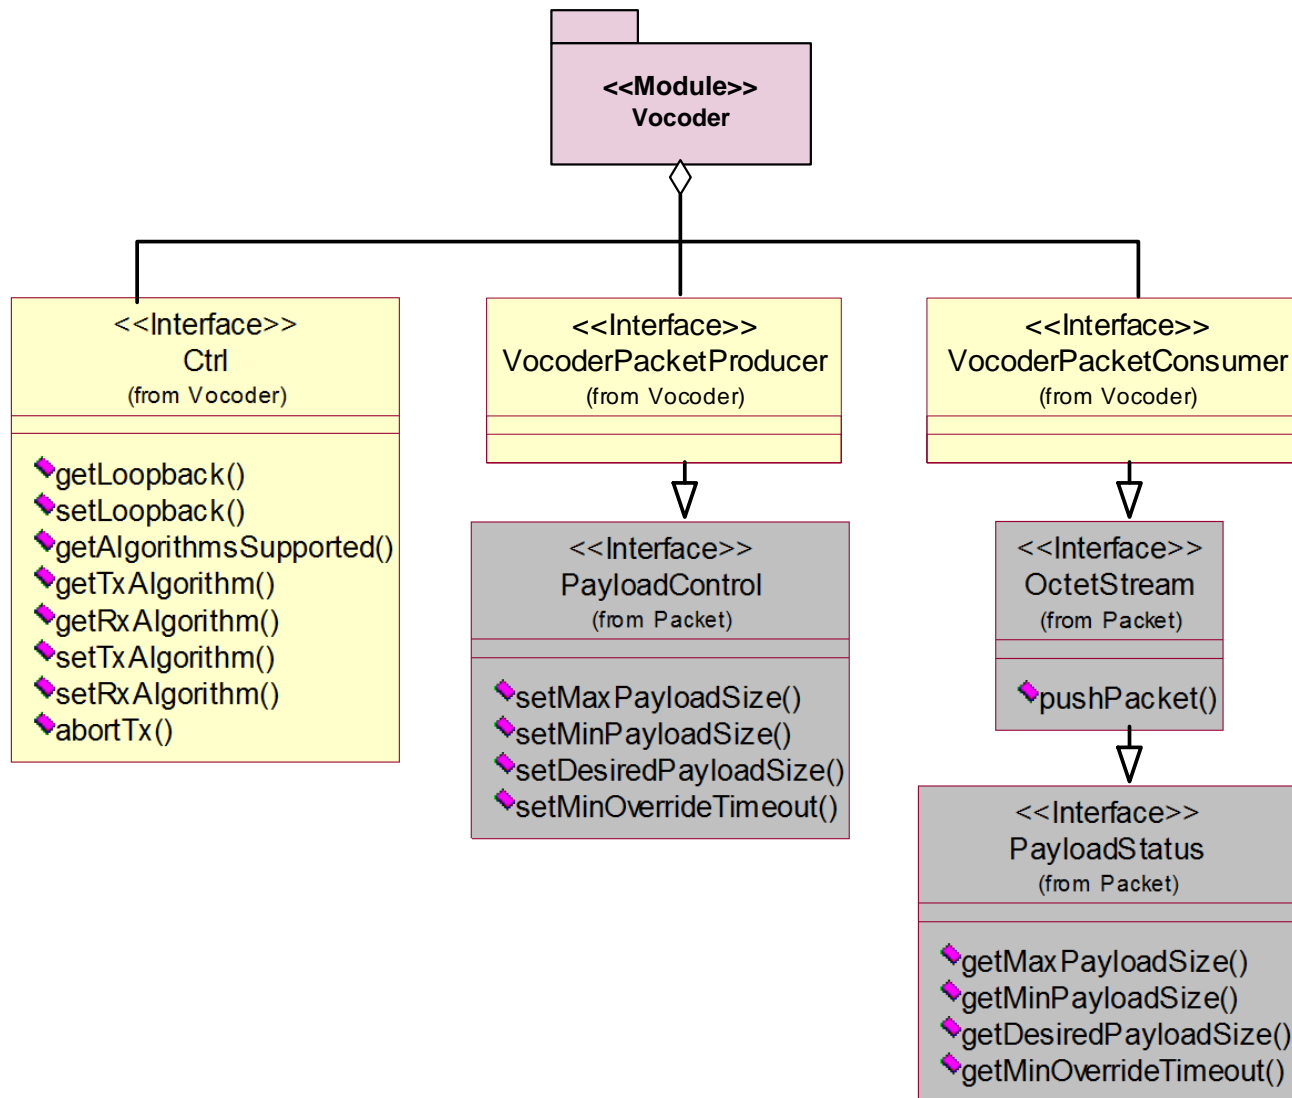 <<Module>>
Vocoder
<<Interface>>
Ctrl
(from Vocoder)
getLoopback()
setLoopback()
getAlgorithmsSupported()
getTxAlgorithm()
getRxAlgorithm()
setTxAlgorithm()
setRxAlgorithm()
abortTx()
<<Interface>>
VocoderPacketProducer
(from Vocoder)
<<Interface>>
PayloadControl
(from Packet)
setMaxPayloadSize()
setMinPayloadSize()
setDesiredPayloadSize()
setMinOverrideTimeout()
<<Interface>>
VocoderPacketConsumer
(from Vocoder)
<<Interface>>
OctetStream
(from Packet)
pushPacket()
<<Interface>>
PayloadStatus
(from Packet)
getMaxPayloadSize()
getMinPayloadSize()
getDesiredPayloadSize()
getMinOverrideTimeout()